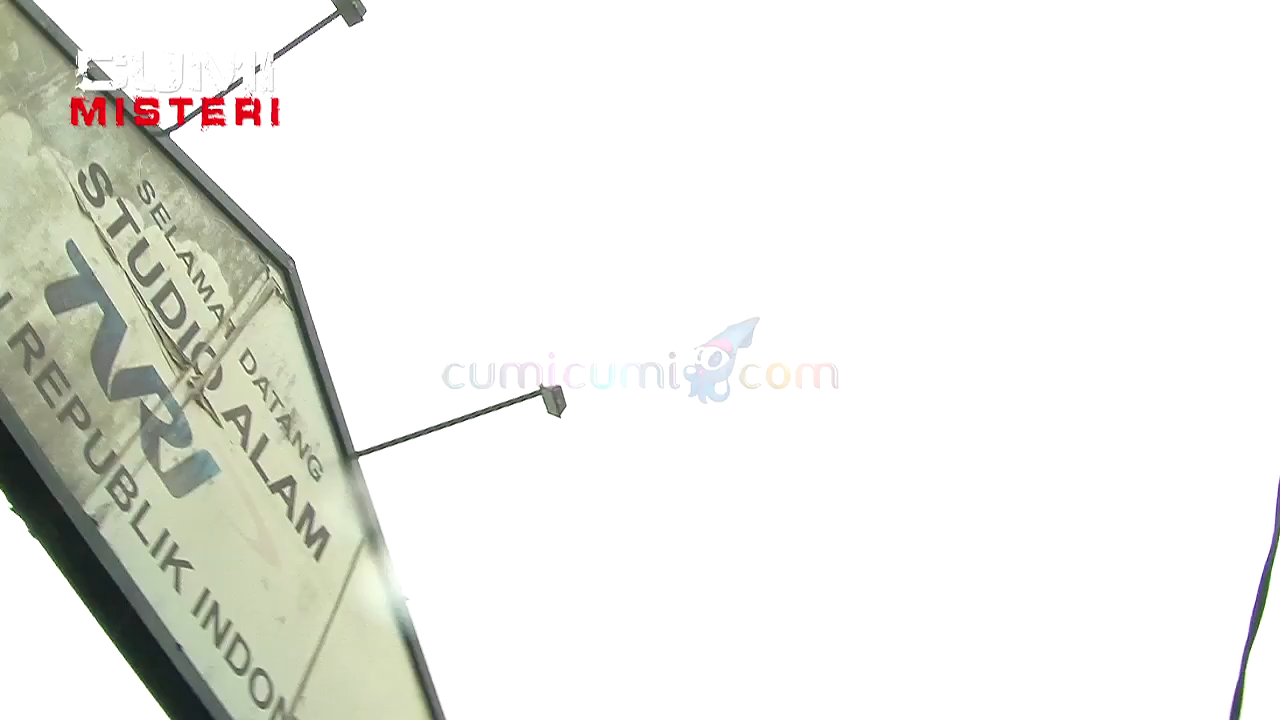 CUMI
MISTERI
SELAMAT DATANG
STUDIO ALAM
TVRI
I REPUBLIK INDON
cumicumi.com